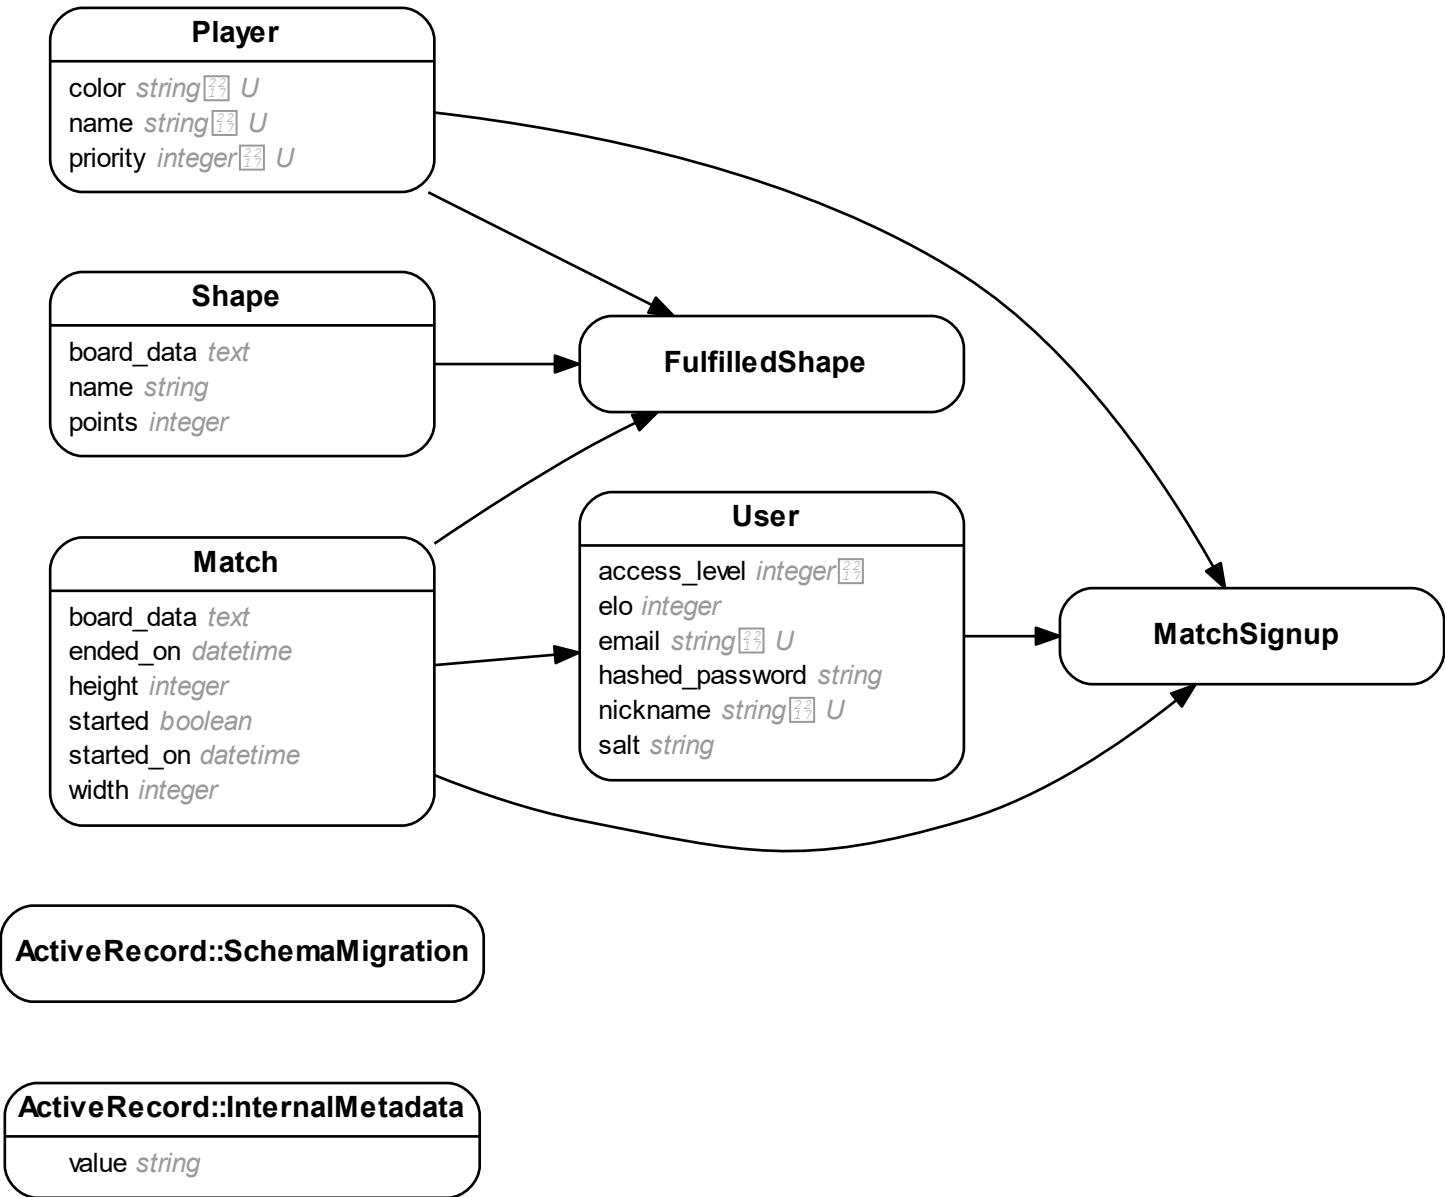 Player
color string U
name string U
priority integer U
Shape
board_data text
name string
points integer
Match
board_data text
ended_on datetime
height integer
started boolean
started_on datetime
width integer
FulfilledShape
User
access_level integer
elo integer
email string U
hashed_password string
nickname string U
salt string
MatchSignup
ActiveRecord::SchemaMigration
ActiveRecord::InternalMetadata
value string